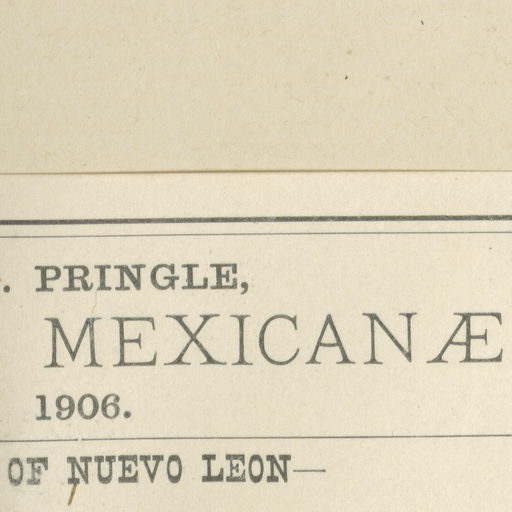 . PRINGLE,
MEXICANÆ
1906.
OF NUEVO LEON—